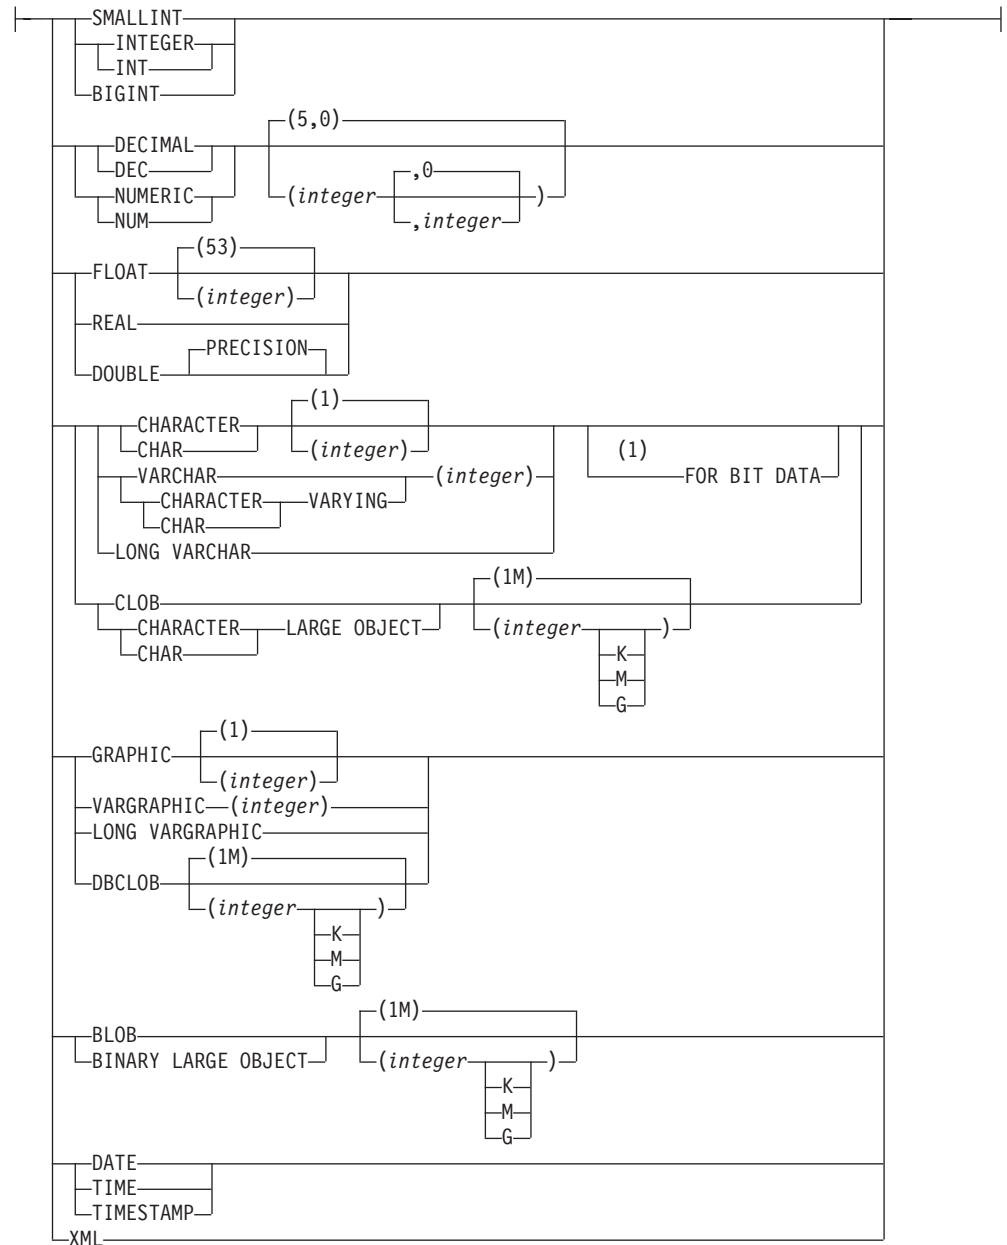 SMALLINT
INTEGER
INT
BIGINT
(5,0)
DECIMAL
DEC
,0
NUMERIC
(integer )
NUM
,integer
(53)
FLOAT
(integer)
REAL
PRECISION
DOUBLE
(1)
CHARACTER
CHAR
(integer)
(1)
VARCHAR
(integer)
FOR BIT DATA
CHARACTER VARYING
CHAR
LONG VARCHAR
(1M)
CLOB
CHARACTER LARGE OBJECT
(integer )
CHAR
K
M
G
(1)
GRAPHIC
(integer)
VARGRAPHIC (integer)
LONG VARGRAPHIC
(1M)
DBCLOB
(integer )
K
M
G
(1M)
BLOB
BINARY LARGE OBJECT
(integer )
K
M
G
DATE
TIME
TIMESTAMP
XML